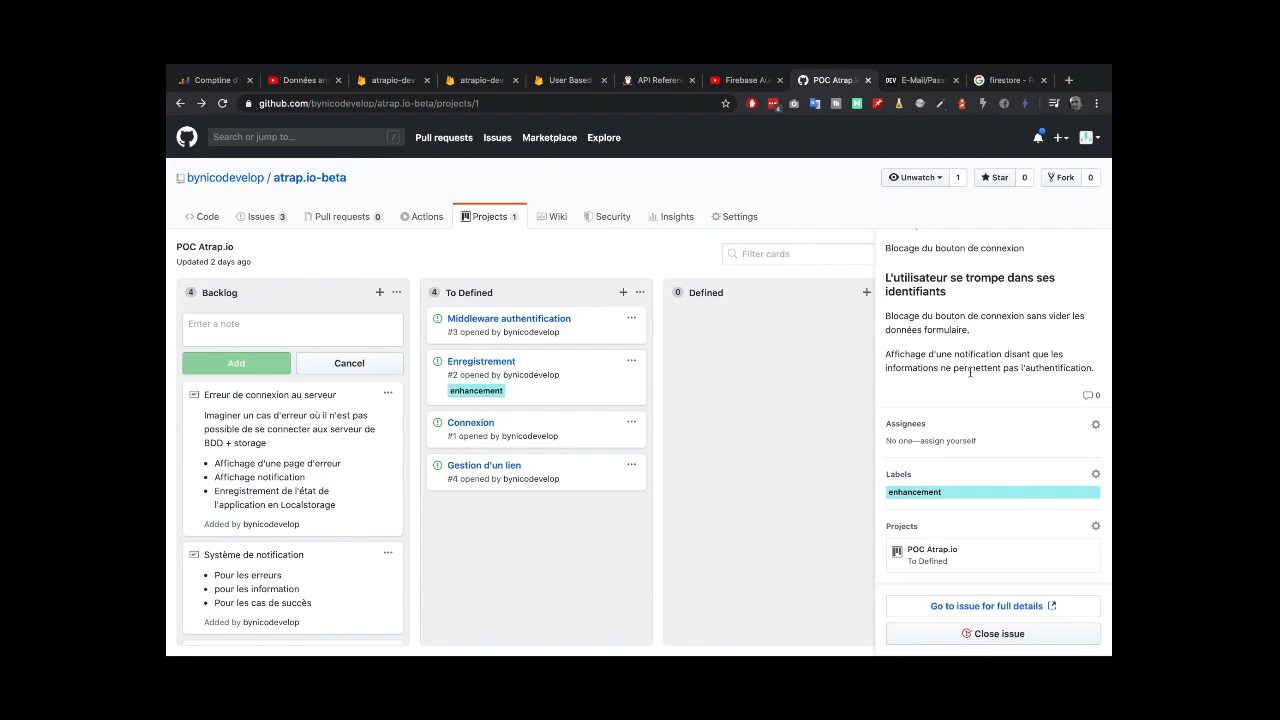 Comptine d'
Données an
atrapio-dev
atrapio-dev
User Based
API Referen
Firebase Au
POC Atrap.i
DEV E-Mail/Pass
firestore - R
github.com/bynicodevelop/atrap.io-beta/projects/1
Search or jump to... /
Pull requests Issues Marketplace Explore
bynicodevelop / atrap.io-beta
Unwatch 1 Star 0 Fork 0
Code Issues 3 Pull requests 0 Actions Projects 1 Wiki Security Insights Settings
POC Atrap.io
Updated 2 days ago
Filter cards
4 Backlog
Enter a note
Add Cancel
Erreur de connexion au serveur
Imaginer un cas d'erreur où il n'est pas
possible de se connecter aux serveur de
BDD + storage
Affichage d'une page d'erreur
Affichage notification
Enregistrement de l'état de
l'application en Localstorage
Added by bynicodevelop
Système de notification
Pour les erreurs
pour les information
Pour les cas de succès
Added by bynicodevelop
4 To Defined
Middleware authentification
#3 opened by bynicodevelop
Enregistrement
#2 opened by bynicodevelop
enhancement
Connexion
#1 opened by bynicodevelop
Gestion d'un lien
#4 opened by bynicodevelop
0 Defined
Blocage du bouton de connexion
L'utilisateur se trompe dans ses
identifiants
Blocage du bouton de connexion sans vider les
données formulaire.
Affichage d'une notification disant que les
informations ne permettent pas l'authentification.
0
Assignees
No one—assign yourself
Labels
enhancement
Projects
POC Atrap.io
To Defined
Go to issue for full details
Close issue